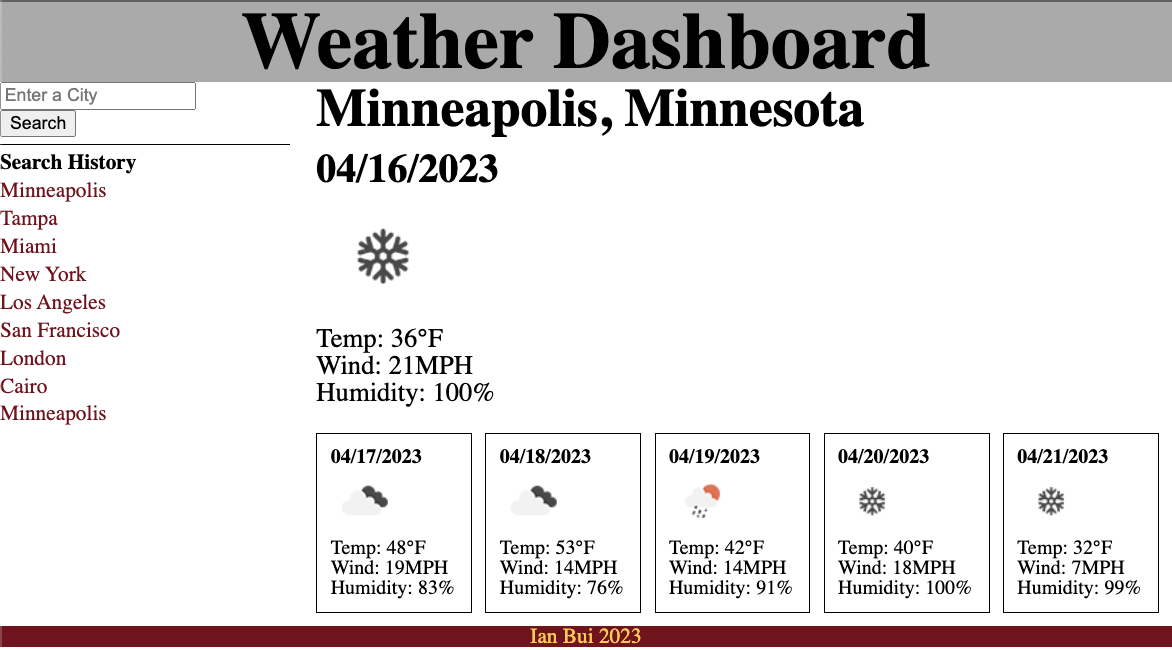 Weather Dashboard
Enter a City
Search
Search History
Minneapolis
Tampa
Miami
New York
Los Angeles
San Francisco
London
Cairo
Minneapolis
Minneapolis, Minnesota
04/16/2023
Temp: 36°F
Wind: 21MPH
Humidity: 100%
04/17/2023
Temp: 48°F
Wind: 19MPH
Humidity: 83%
04/18/2023
Temp: 53°F
Wind: 14MPH
Humidity: 76%
04/19/2023
Temp: 42°F
Wind: 14MPH
Humidity: 91%
04/20/2023
Temp: 40°F
Wind: 18MPH
Humidity: 100%
04/21/2023
Temp: 32°F
Wind: 7MPH
Humidity: 99%
Ian Bui 2023